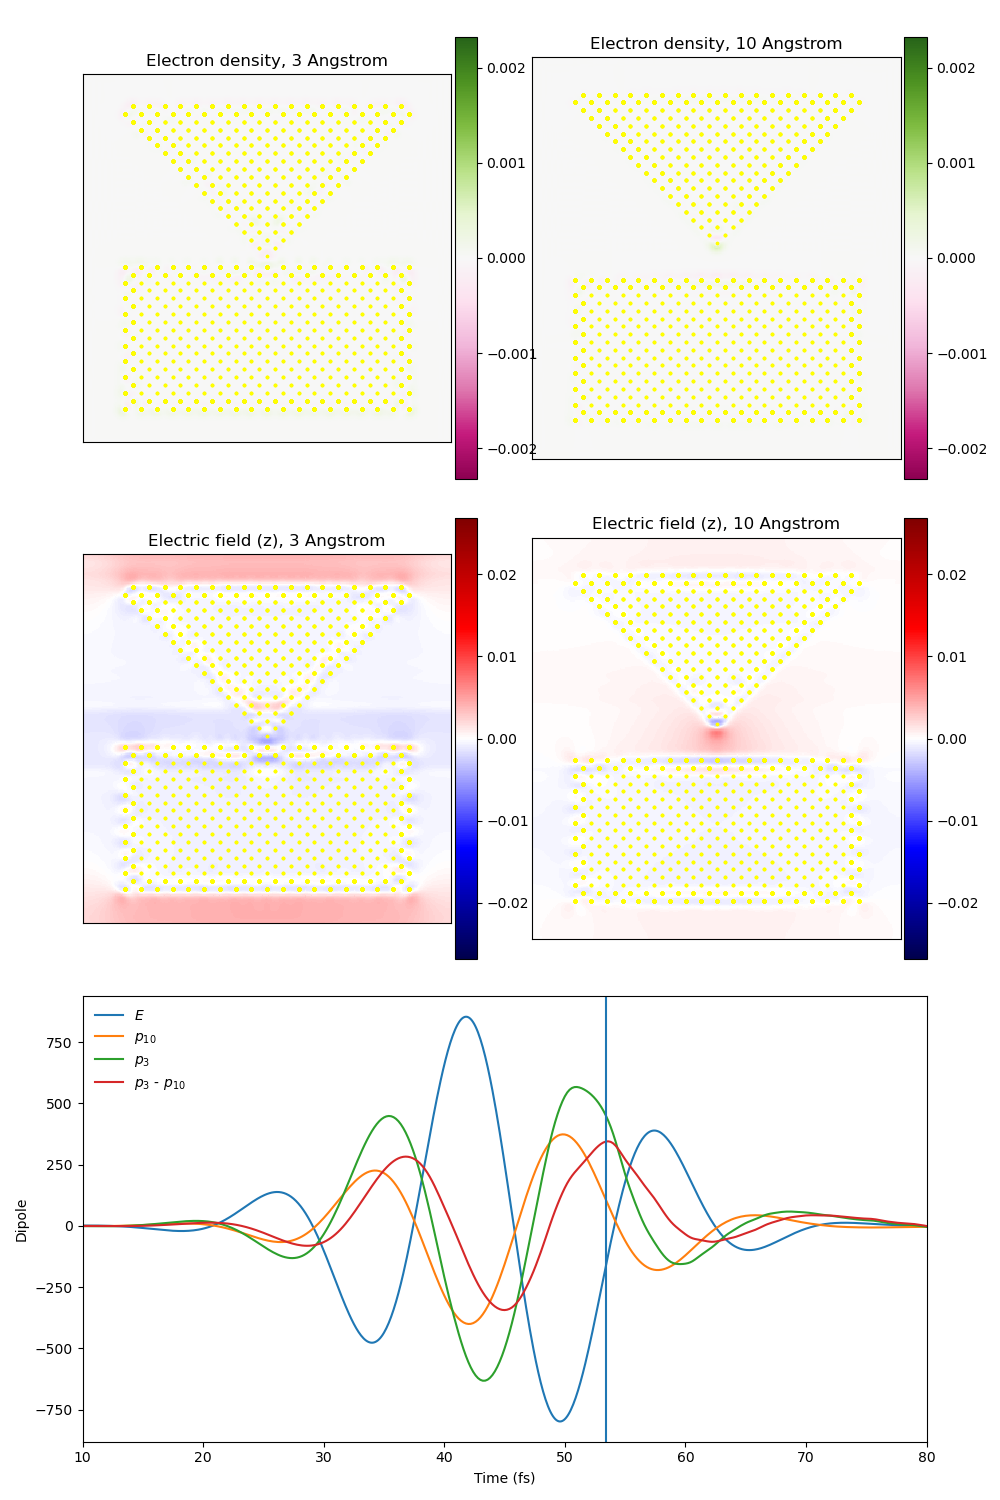 Electron density, 3 Angstrom
0.002
0.001
0.000
−0.001
−0.002
Electron density, 10 Angstrom
0.002
0.001
0.000
−0.001
−0.002
Electric field (z), 3 Angstrom
0.02
0.01
0.00
−0.01
−0.02
Electric field (z), 10 Angstrom
0.02
0.01
0.00
−0.01
−0.02
E
p10
p3
p3 - p10
750
500
250
0
−250
−500
−750
Dipole
10 20 30 40 50 60 70 80
Time (fs)